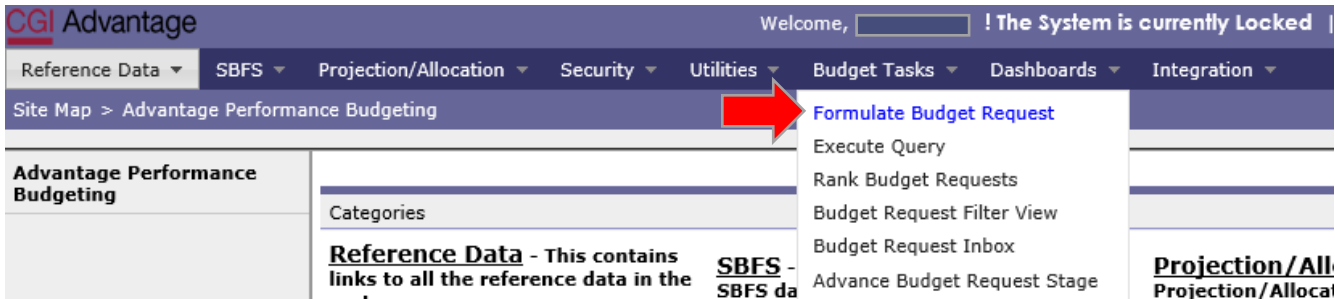 CGI Advantage
Welcome, ! The System is currently Locked |
Reference Data SBFS Projection/Allocation Security Utilities Budget Tasks Dashboards Integration
Site Map > Advantage Performance Budgeting
Formulate Budget Request
Execute Query
Rank Budget Requests
Budget Request Filter View
Budget Request Inbox
Advance Budget Request Stage
Advantage Performance
Budgeting
Categories
Reference Data - This contains
links to all the reference data in the
SBFS -
SBFS da
Projection/All
Projection/Allocat